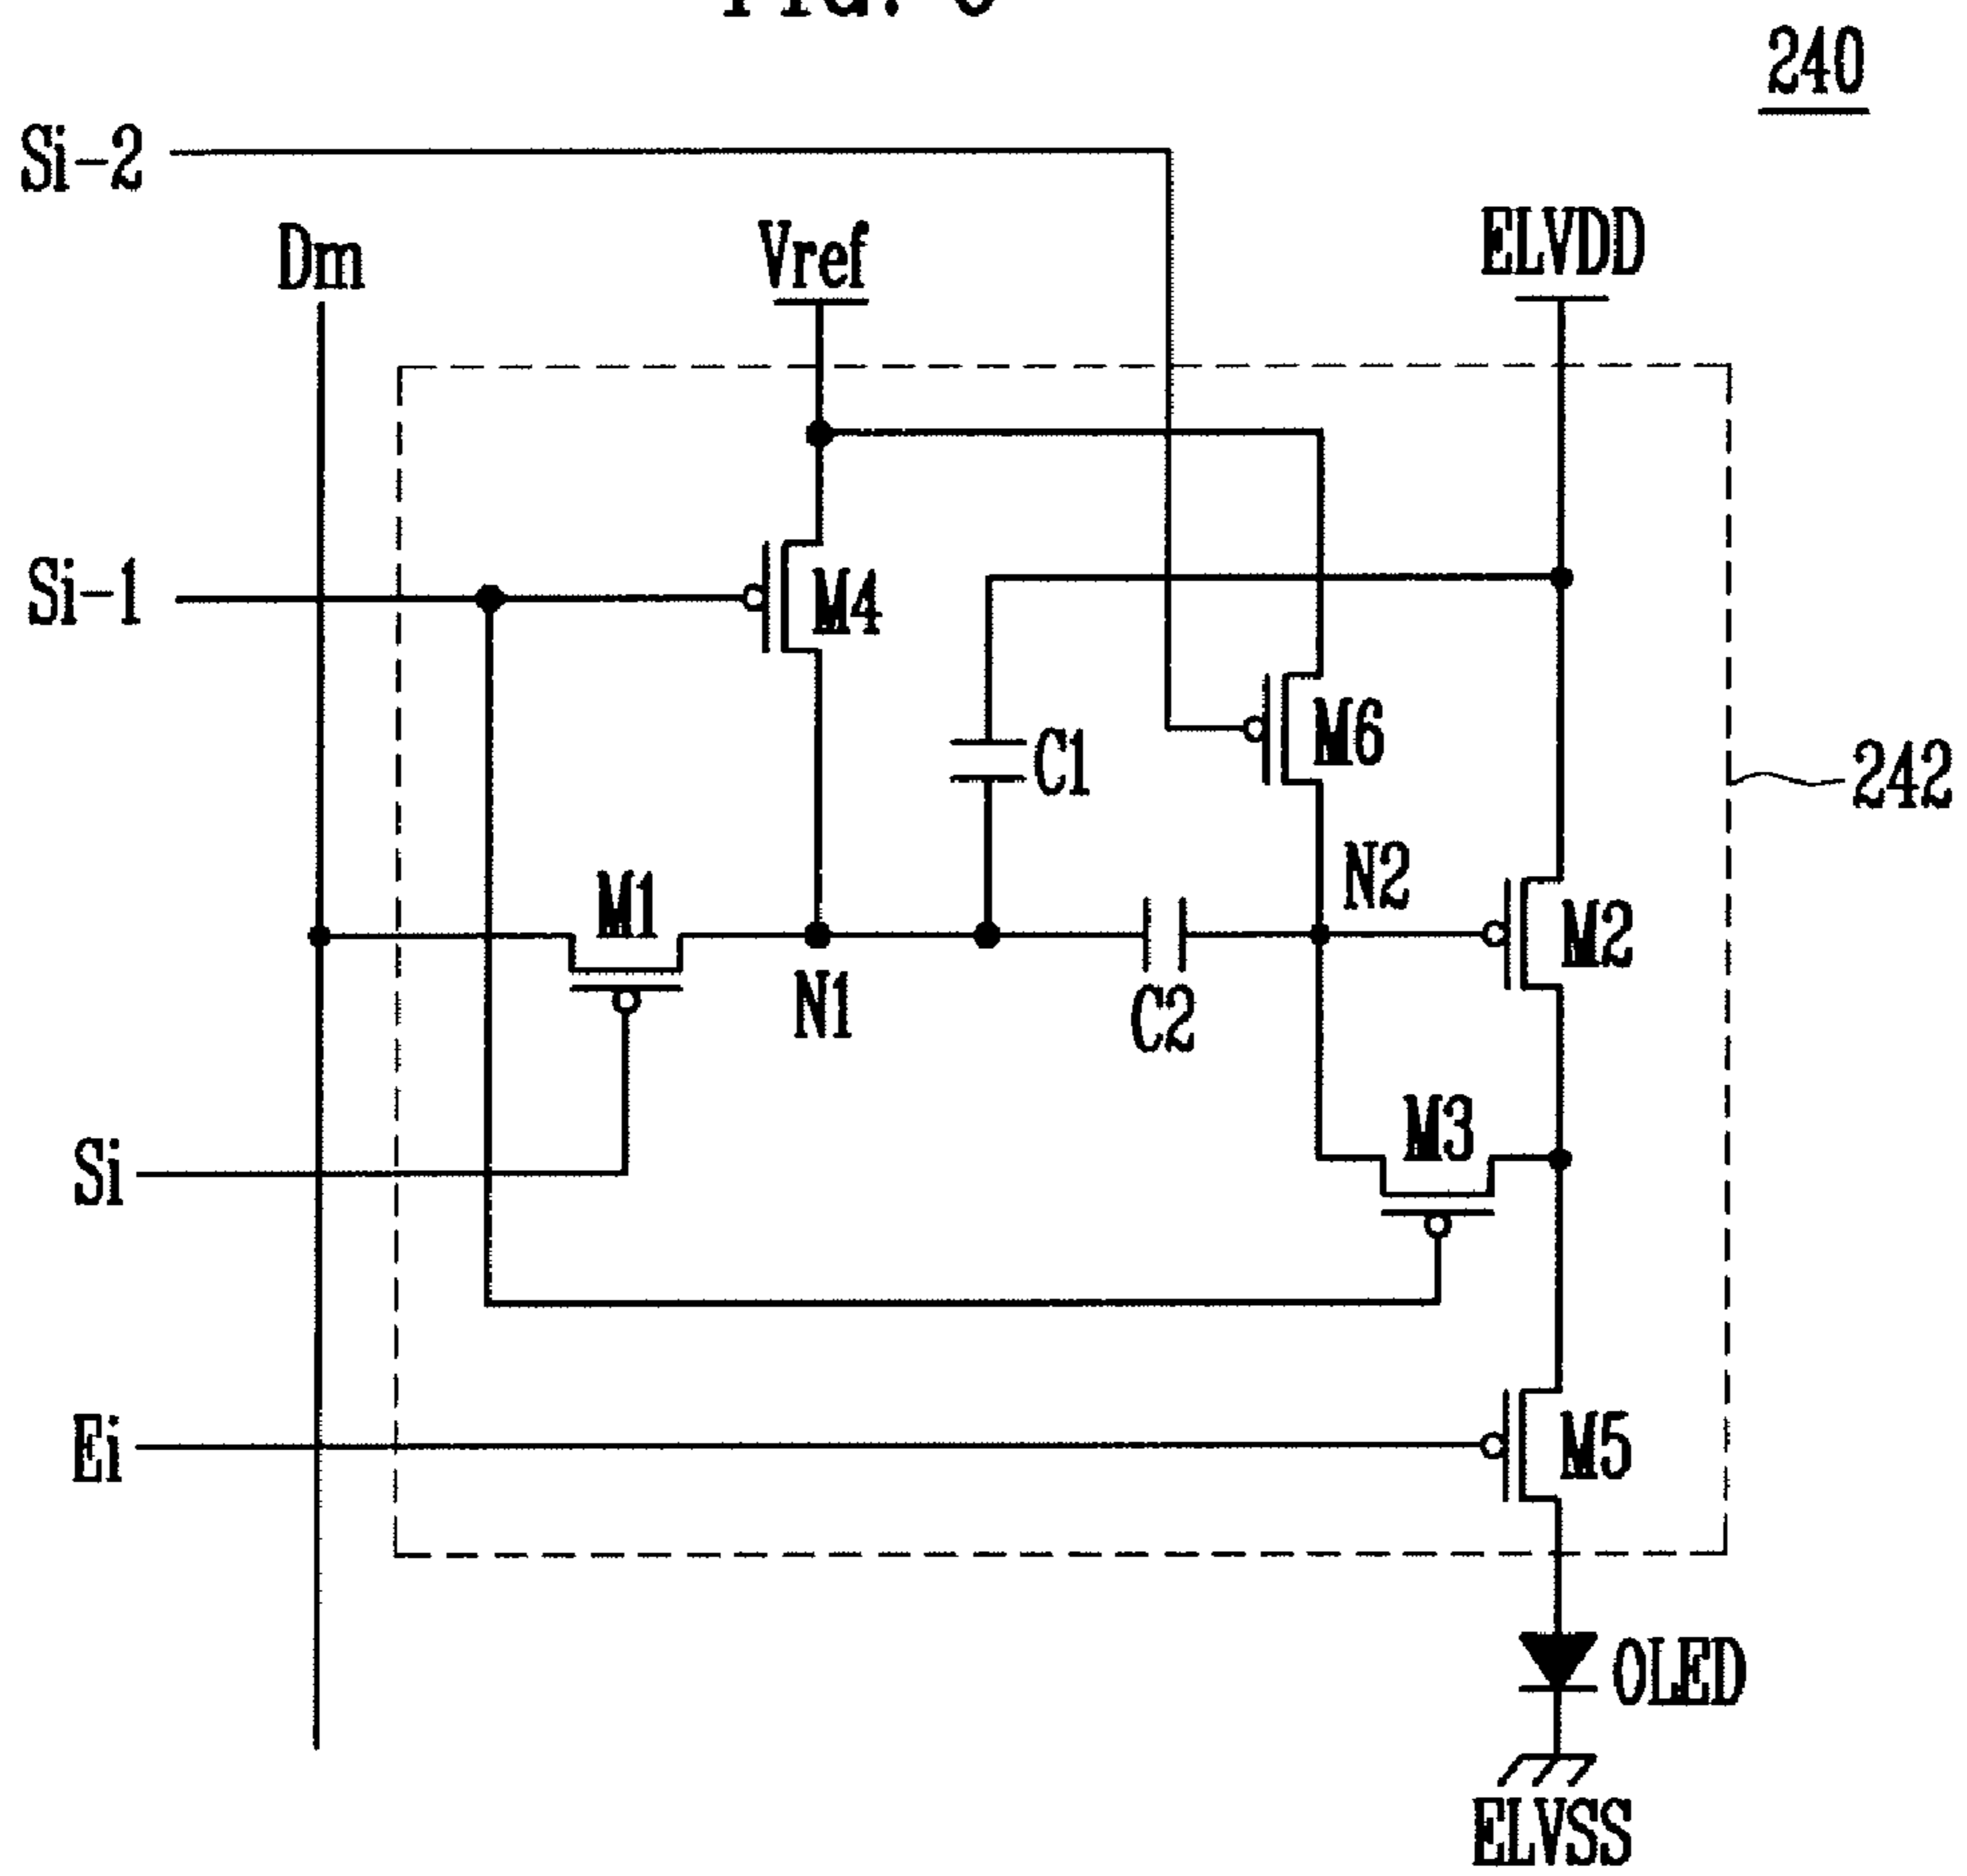 240
Si-2
Dm
Vref
ELVDD
Si-1
M4
M6
C1
242
N2
M1
M2
N1
C2
M3
Si
Ei
M5
OLED
ELVSS